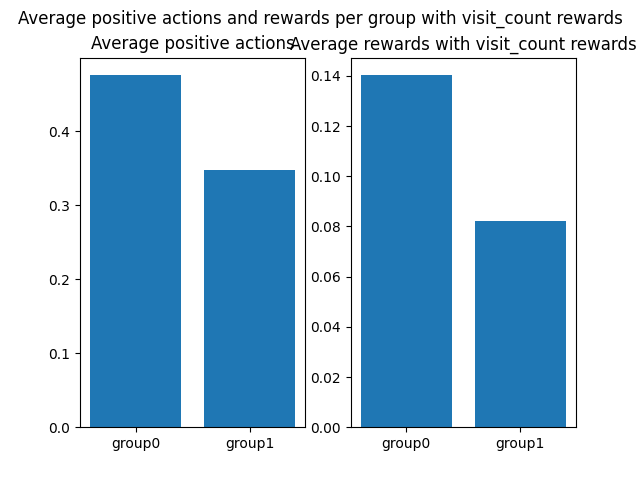 Average positive actions and rewards per group with visit_count rewards
Average positive actions
0.4
0.3
0.2
0.1
0.0
group0 group1
Average rewards with visit_count rewards
0.14
0.12
0.10
0.08
0.06
0.04
0.02
0.00
group0 group1